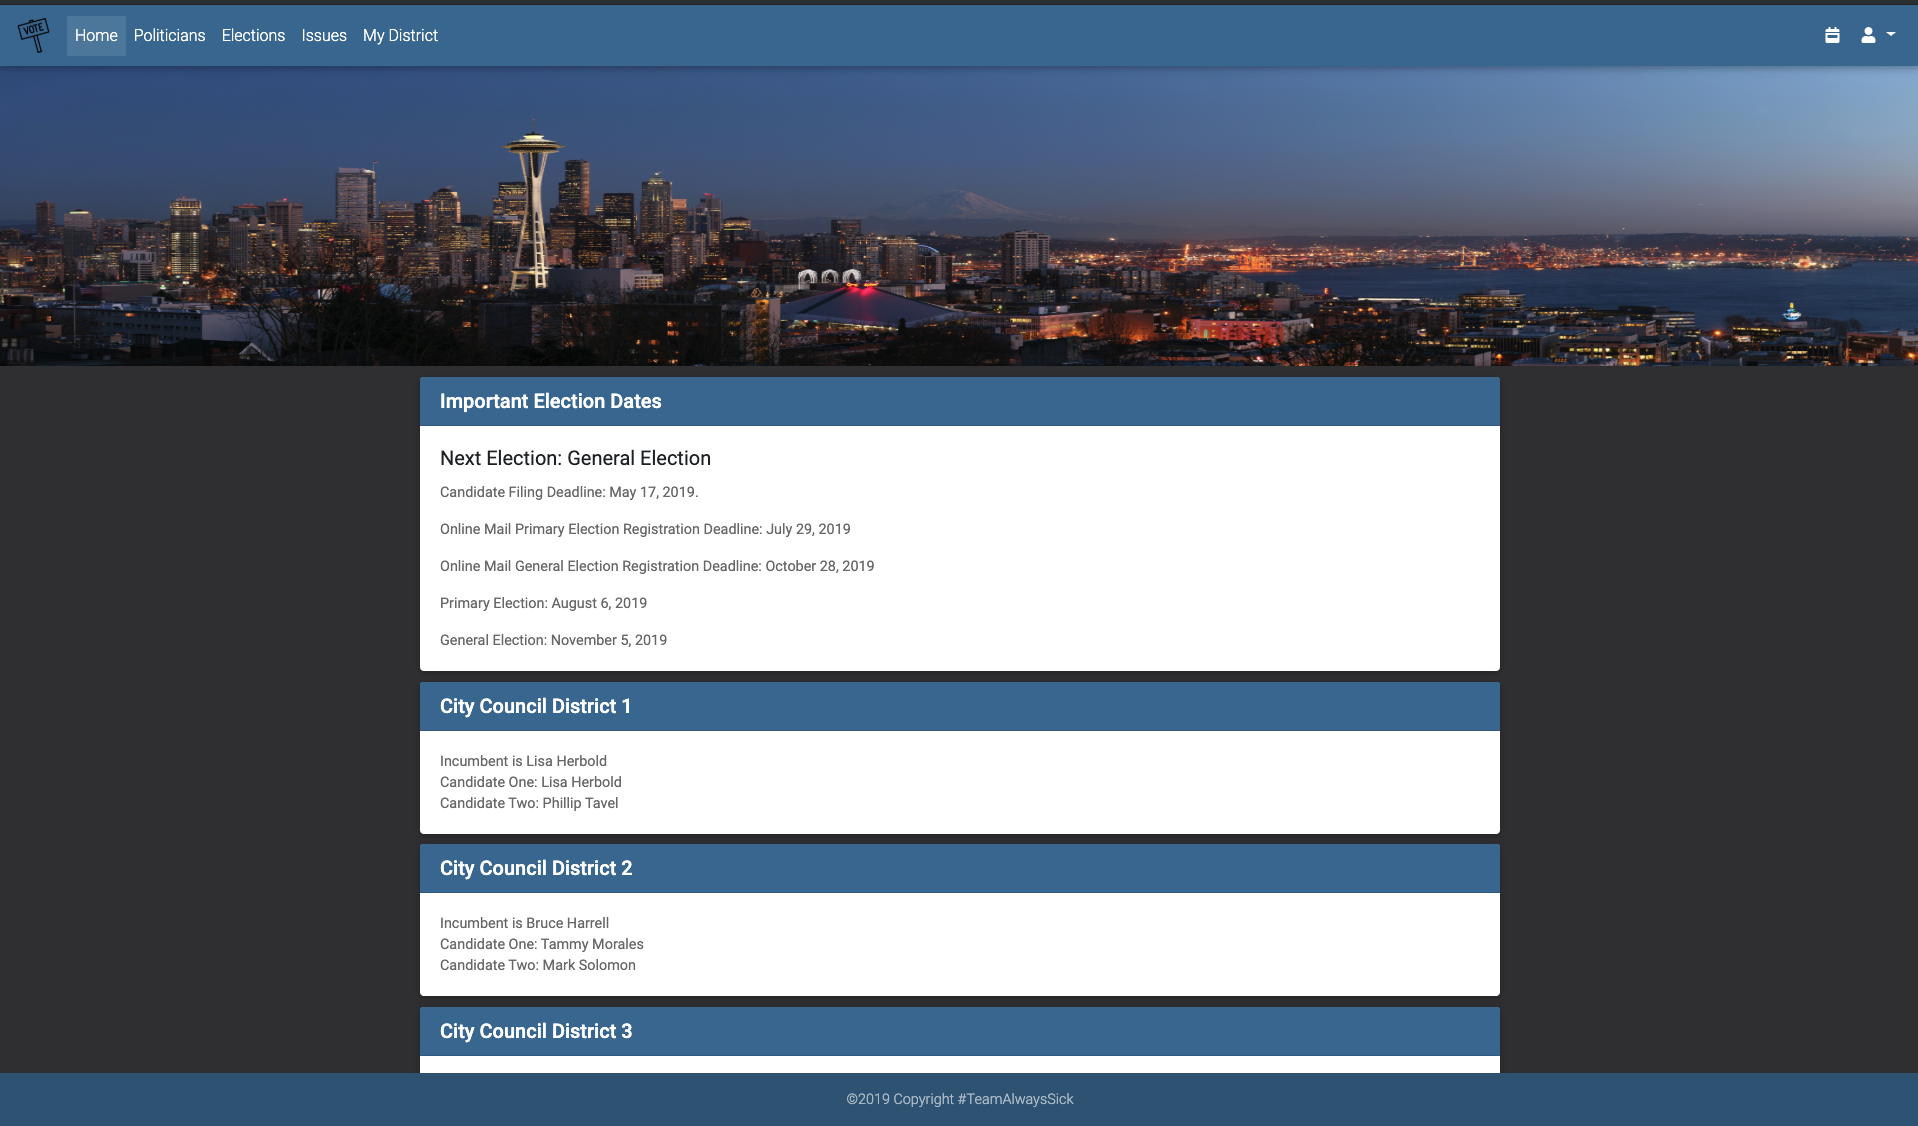 VOTE
Home Politicians Elections Issues My District
Important Election Dates
Next Election: General Election
Candidate Filing Deadline: May 17, 2019.
Online Mail Primary Election Registration Deadline: July 29, 2019
Online Mail General Election Registration Deadline: October 28, 2019
Primary Election: August 6, 2019
General Election: November 5, 2019
City Council District 1
Incumbent is Lisa Herbold
Candidate One: Lisa Herbold
Candidate Two: Phillip Tavel
City Council District 2
Incumbent is Bruce Harrell
Candidate One: Tammy Morales
Candidate Two: Mark Solomon
City Council District 3
©2019 Copyright #TeamAlwaysSick